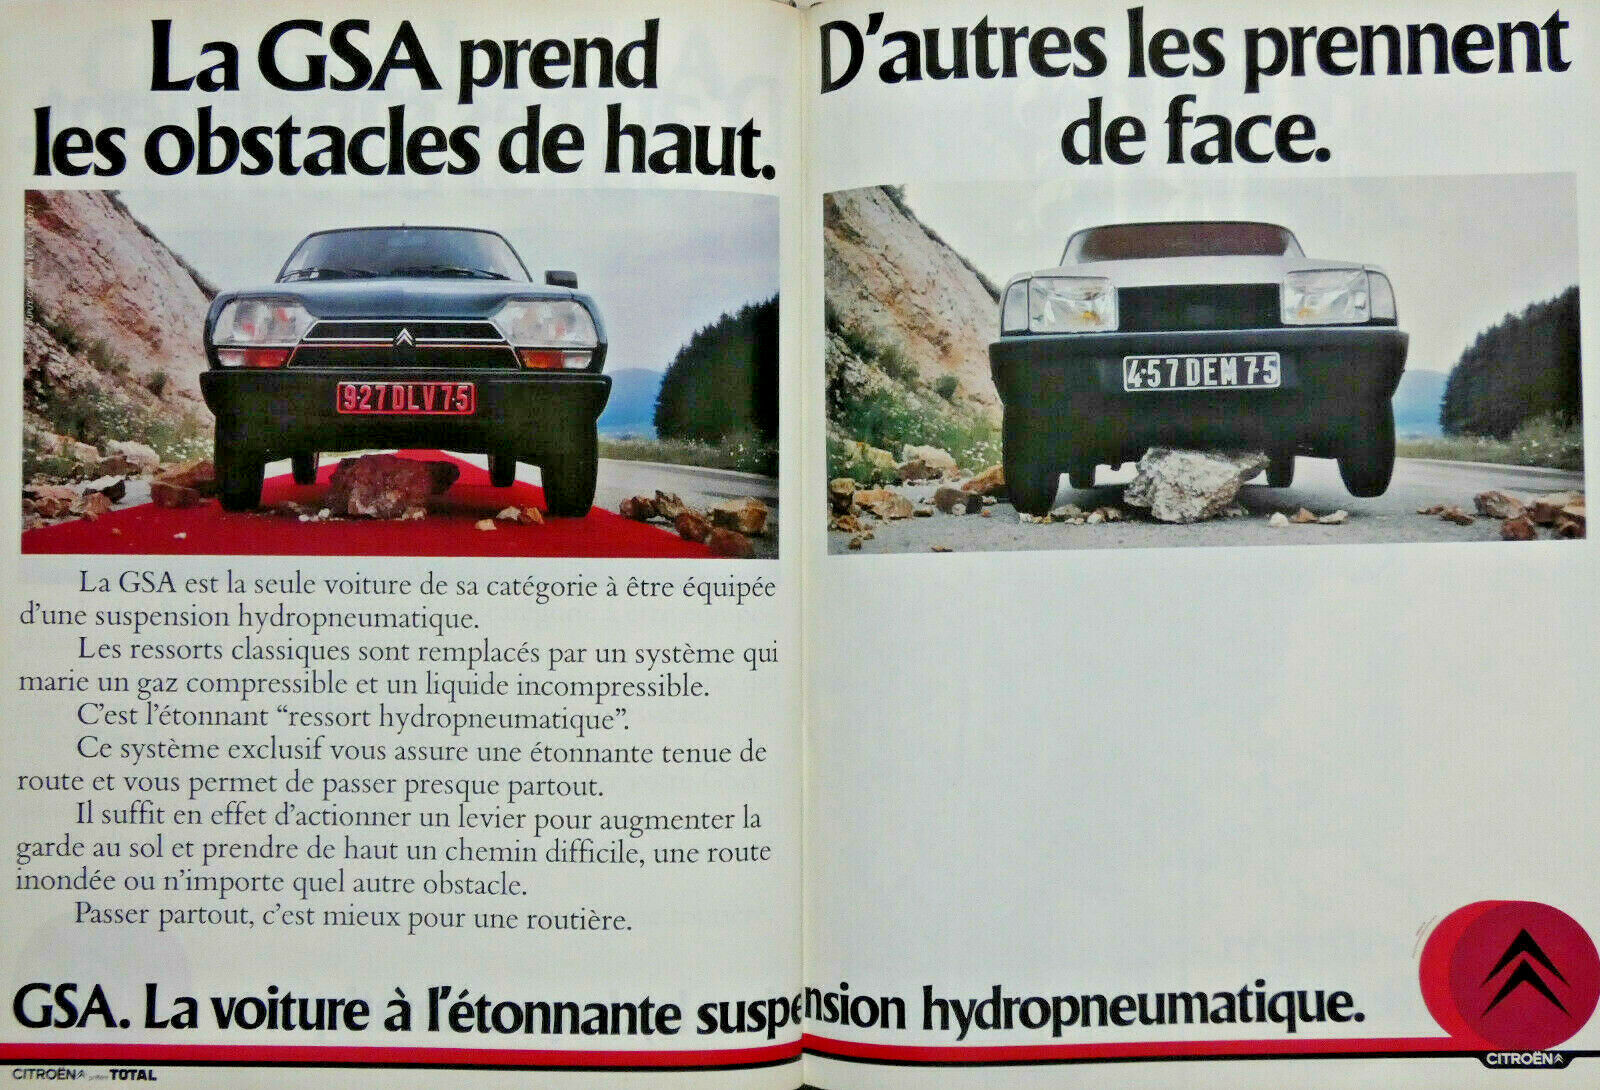 La GSA prend
les obstacles de haut.
D'autres les prennent
de face.
927 DLV 75
457 DEM 75
La GSA est la seule voiture de sa catégorie à être équipée
d'une suspension hydropneumatique.
Les ressorts classiques sont remplacés par un système qui
marie un gaz compressible et un liquide incompressible.
C'est l'étonnant “ressort hydropneumatique”.
Ce système exclusif vous assure une étonnante tenue de
route et vous permet de passer presque partout.
Il suffit en effet d'actionner un levier pour augmenter la
garde au sol et prendre de haut un chemin difficile, une route
inondée ou n'importe quel autre obstacle.
Passer partout, c'est mieux pour une routière.
GSA. La voiture à l'étonnante suspension hydropneumatique.
CITROËN préfère TOTAL
CITROËN